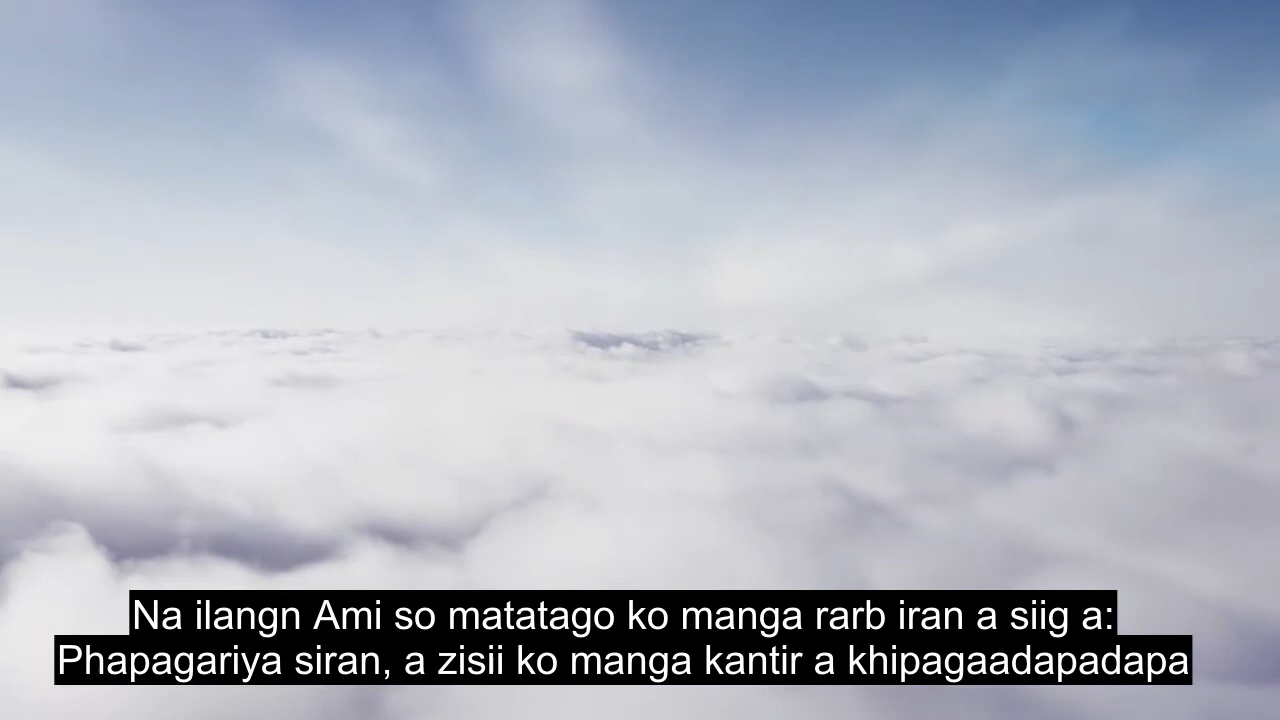 Na ilangn Ami so matatago ko manga rarb iran a siig a:
Phapagariya siran, a zisii ko manga kantir a khipagaadapadapa